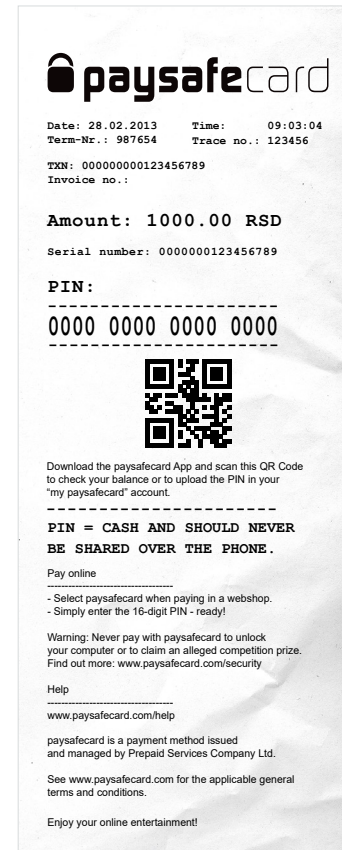 paysafecard
Date: 28.02.2013 Time: 09:03:04
Term-Nr.: 987654 Trace no.: 123456
TXN: 000000000123456789
Invoice no.:
Amount: 1000.00 RSD
Serial number: 0000000123456789
PIN:
-----------------------
0000 0000 0000 0000
-----------------------
Download the paysafecard App and scan this QR Code
to check your balance or to upload the PIN in your
“my paysafecard” account.
-----------------------
PIN = CASH AND SHOULD NEVER
BE SHARED OVER THE PHONE.
Pay online
------------------------------------
- Select paysafecard when paying in a webshop.
- Simply enter the 16-digit PIN - ready!
Warning: Never pay with paysafecard to unlock
your computer or to claim an alleged competition prize.
Find out more: www.paysafecard.com/security
Help
------------------------------------
www.paysafecard.com/help
paysafecard is a payment method issued
and managed by Prepaid Services Company Ltd.
See www.paysafecard.com for the applicable general
terms and conditions.
Enjoy your online entertainment!